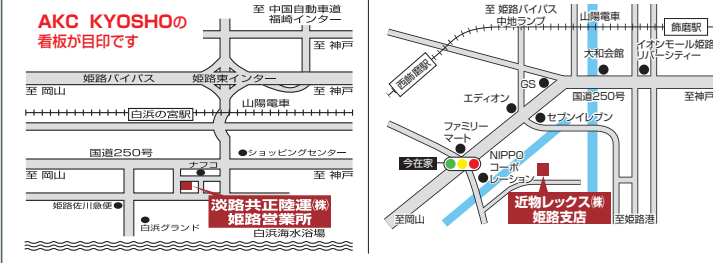 AKC KYOSHOの
看板が目印です
至 中国自動車道
福崎インター
至 神戸
姫路バイパス
姫路東インター
至 岡山
至 神戸
山陽電車
白浜の宮駅
国道250号
ナフコ
ショッピングセンター
至 岡山
至 神戸
淡路共正陸運㈱
姫路営業所
姫路佐川急便
白浜グランド
白浜海水浴場
至 姫路バイパス
中地ランプ
山陽電車
飾磨駅
西飾磨駅
大和会館
イオンモール姫路
リバーシティー
GS
エディオン
国道250号
至神戸
セブンイレブン
ファミリー
マート
今在家
NIPPO
コーポ
レーション
近物レックス㈱
姫路支店
至岡山
至姫路港